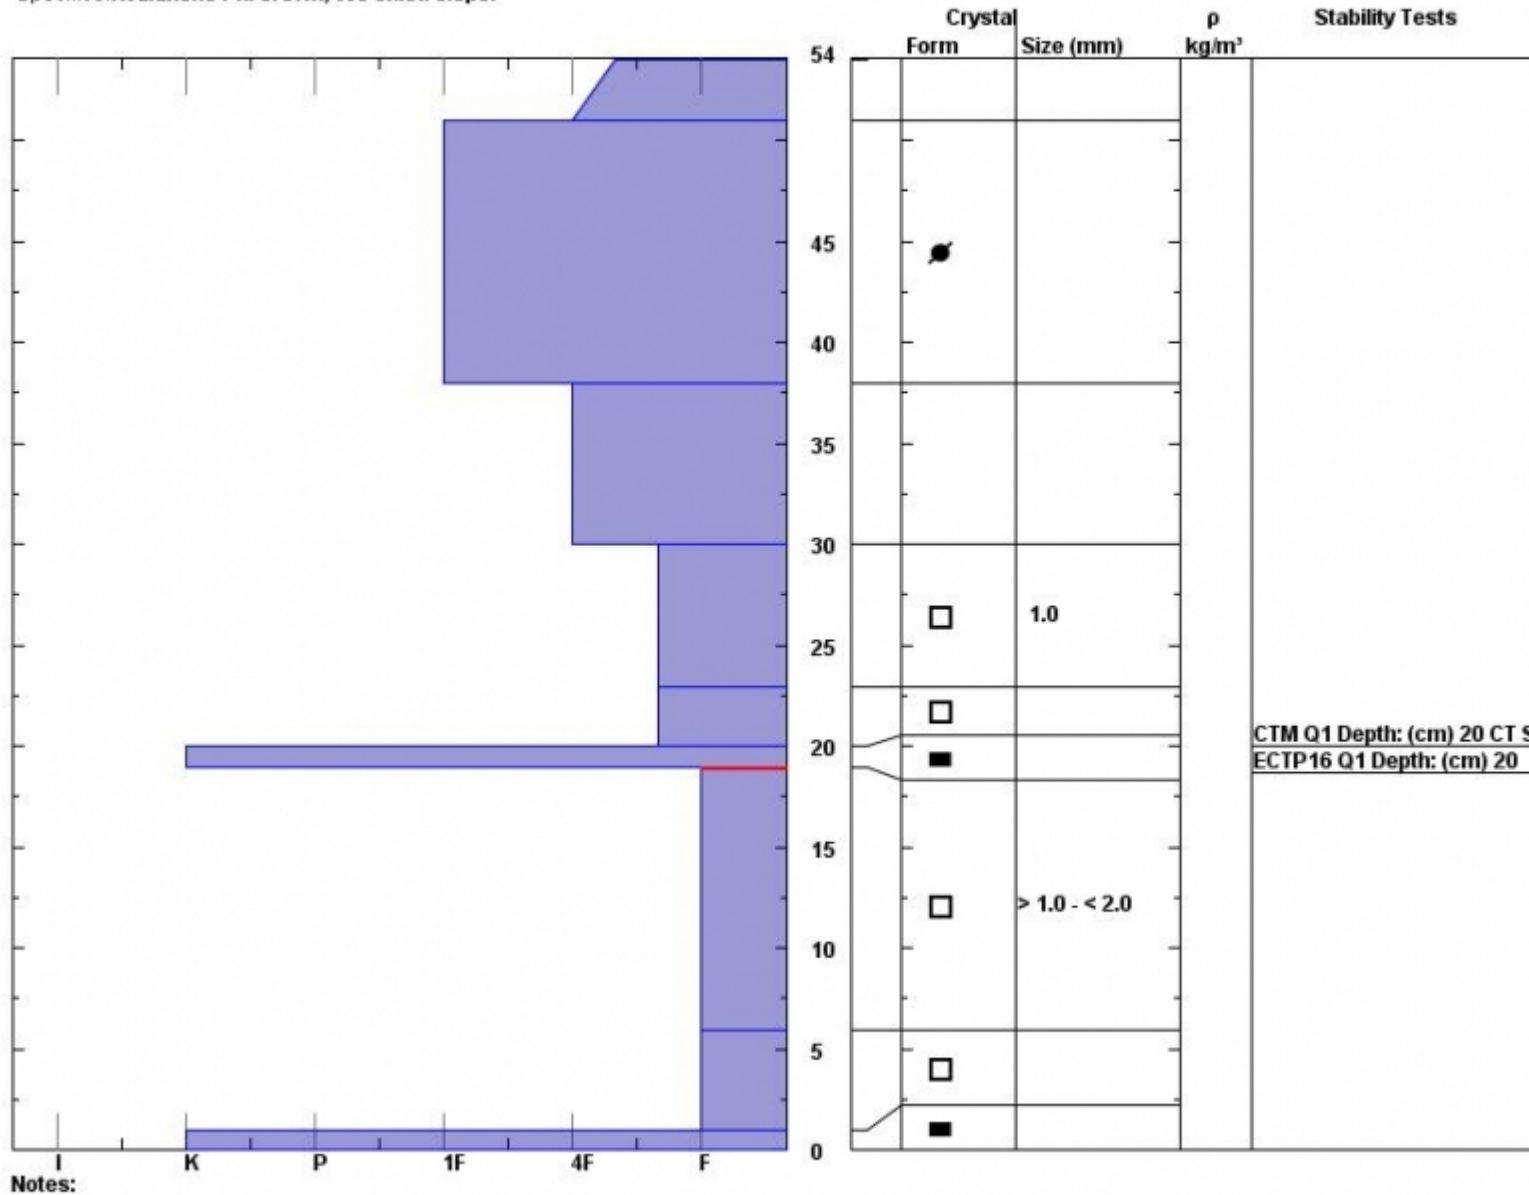 Crystal ρ Stability Tests
Form Size (mm) kg/m³
54
45
40
35
30
1.0
25
CTM Q1 Depth: (cm) 20 CT S
20
ECTP16 Q1 Depth: (cm) 20
15
> 1.0 - < 2.0
10
5
0
I K P 1F 4F F
Notes: